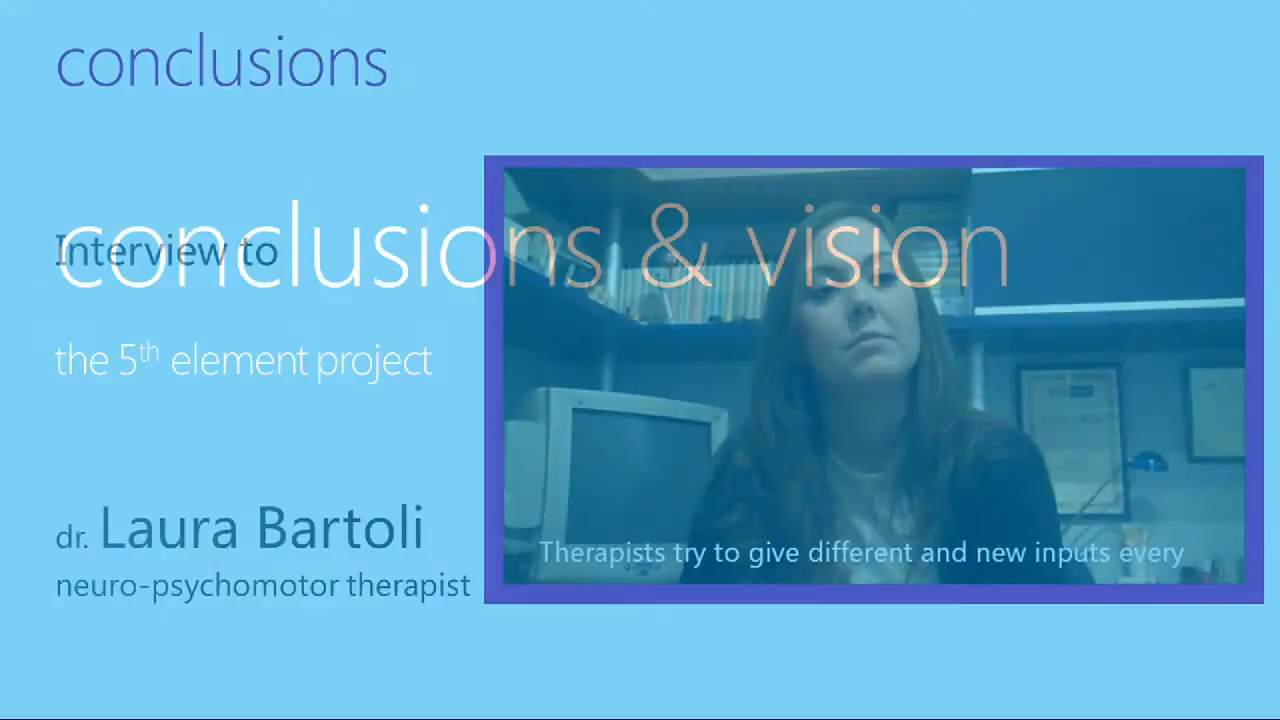 conclusions
Interview to
conclusions & vision
the 5th element project
dr. Laura Bartoli
neuro-psychomotor therapist
Therapists try to give different and new inputs every